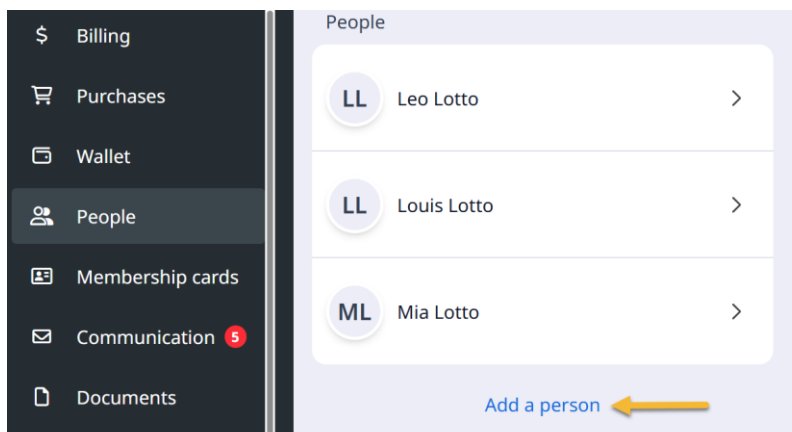 Billing
Purchases
Wallet
People
Membership cards
Communication 5
Documents
People
LL Leo Lotto
LL Louis Lotto
ML Mia Lotto
Add a person